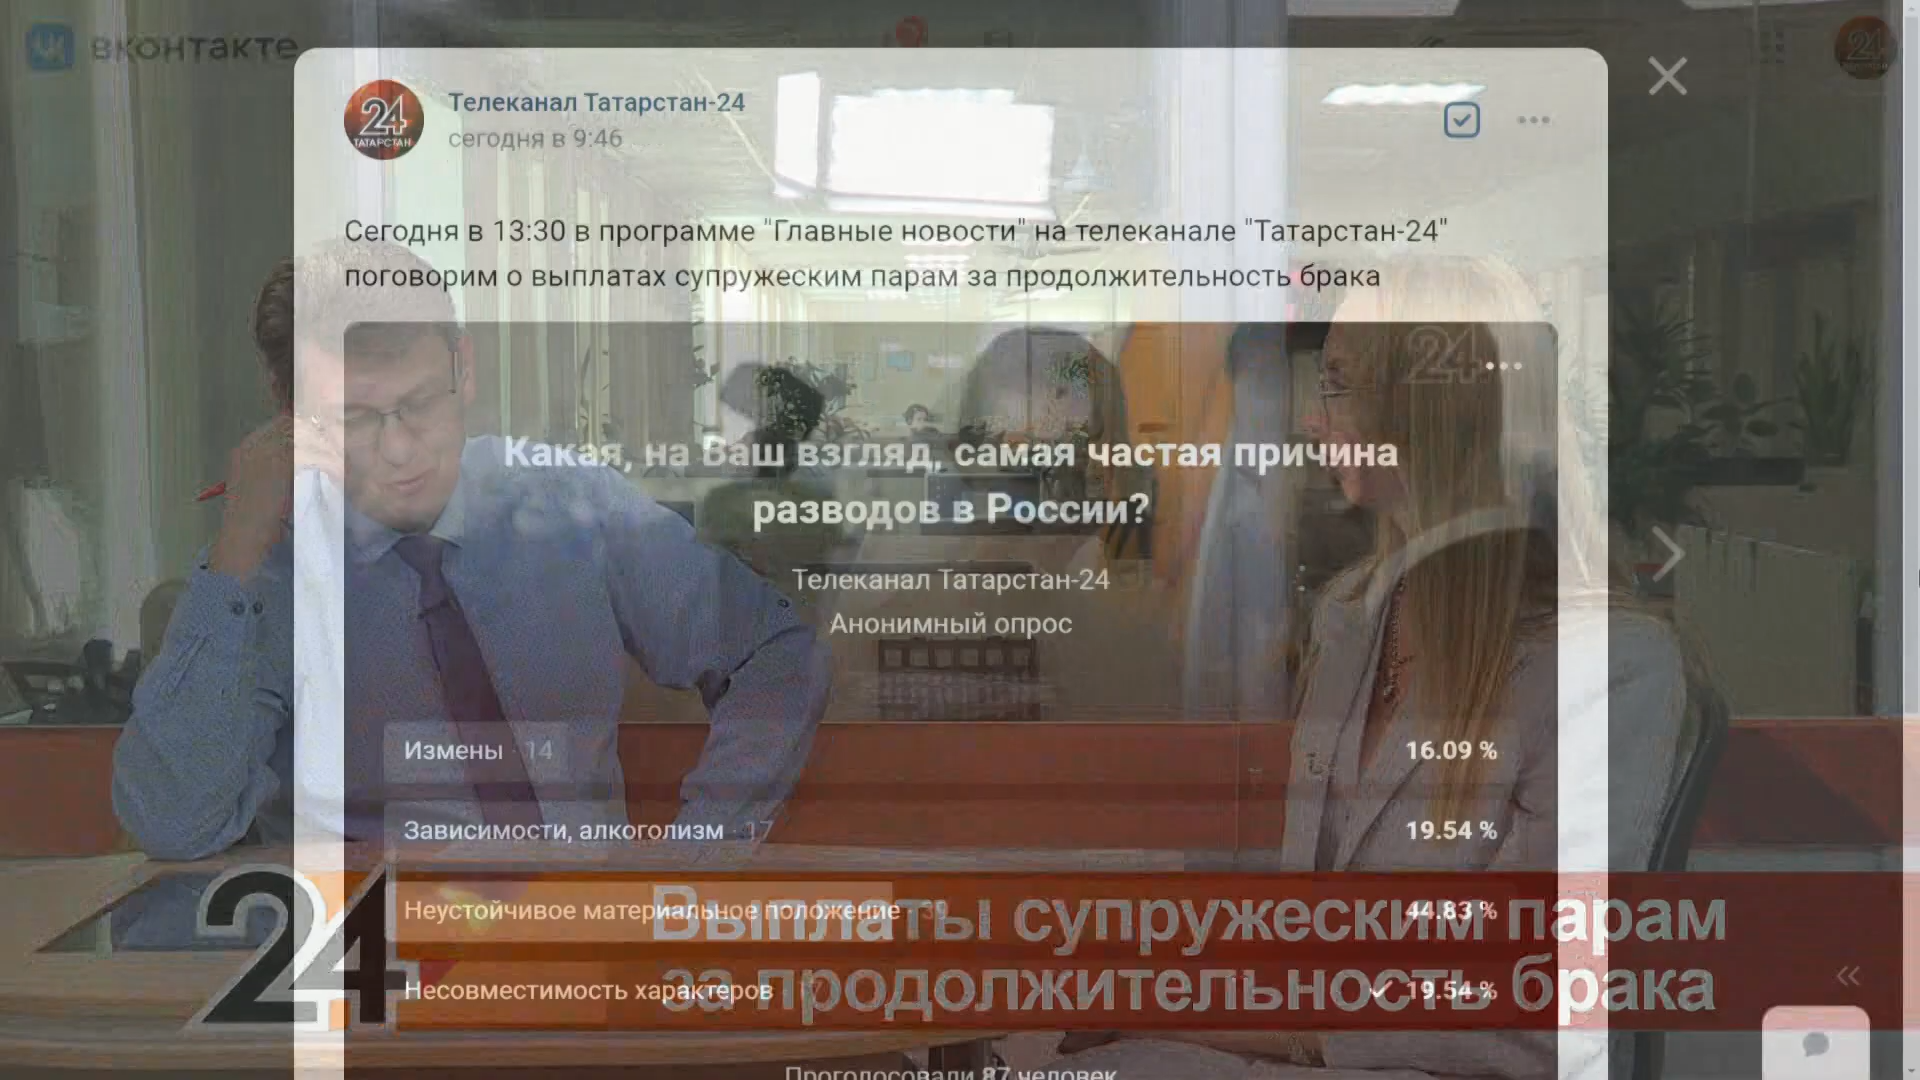 вконтакте
24
24
ТАТАРСТАН
Телеканал Татарстан-24
сегодня в 9:46
Сегодня в 13:30 в программе "Главные новости" на телеканале "Татарстан-24"
поговорим о выплатах супружеским парам за продолжительность брака
24
Какая, на Ваш взгляд, самая частая причина
разводов в России?
Телеканал Татарстан-24
Анонимный опрос
Измены · 14 16.09 %
Зависимости, алкоголизм · 17 19.54 %
Неустойчивое материальное положение · 39 44.83 %
Несовместимость характеров 19.54 %
Проголосовали 87 человек
24
Выплаты супружеским парам
за продолжительность брака